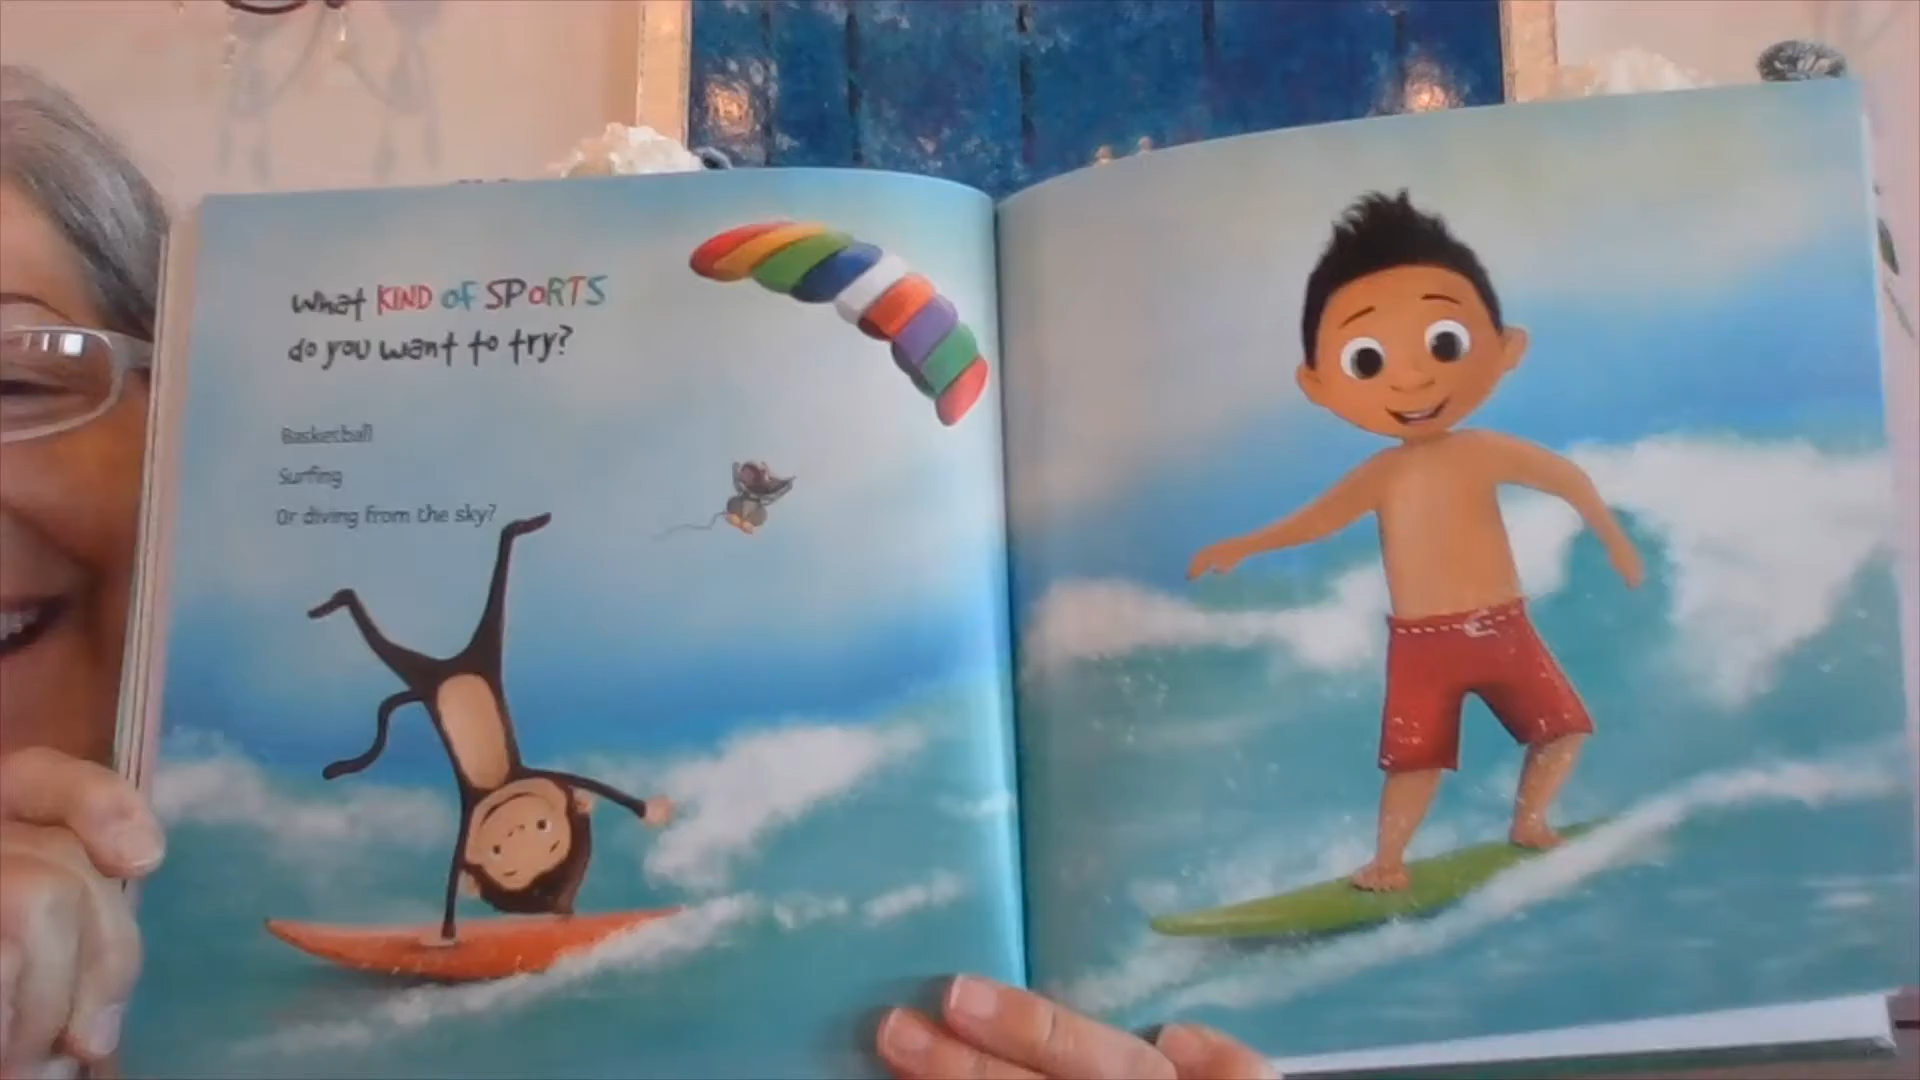 What KIND OF SPORTS
do you want to try?
Basketball
Surfing
Or diving from the sky?